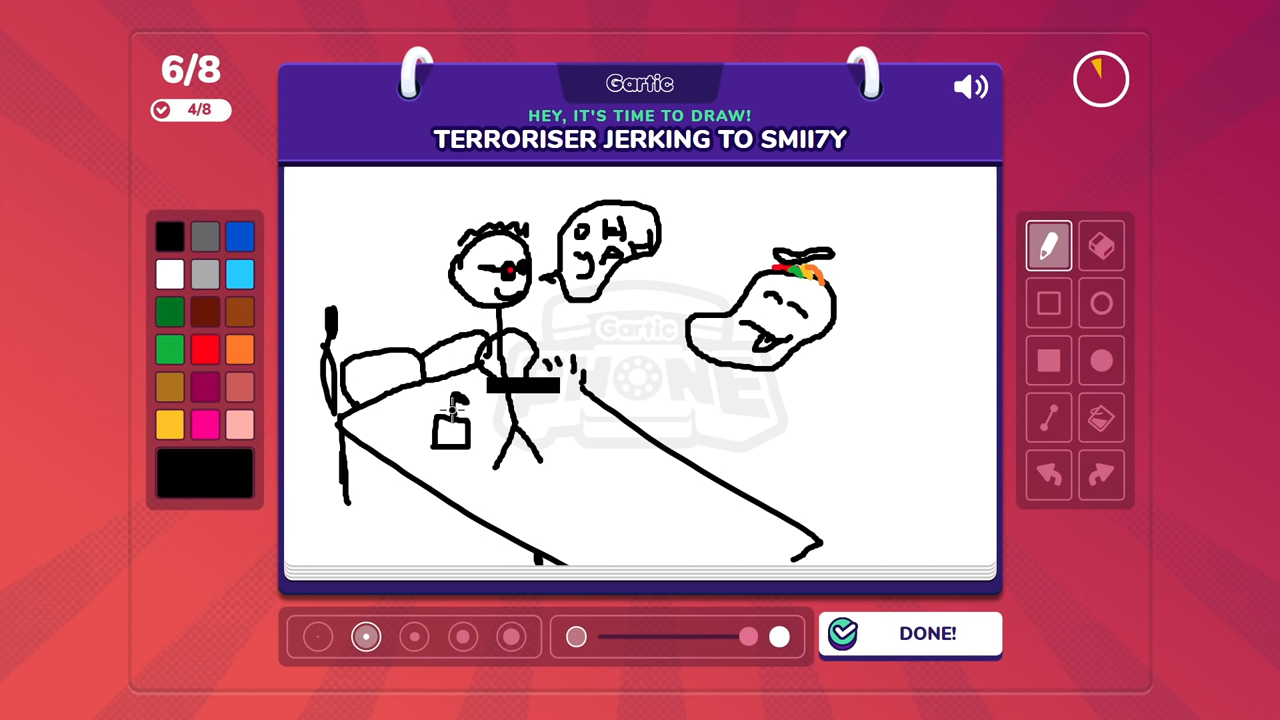 6/8
4/8
Gartic
HEY, IT'S TIME TO DRAW!
TERRORISER JERKING TO SMII7Y
OH
YAH
Gartic
PHONE
DONE!